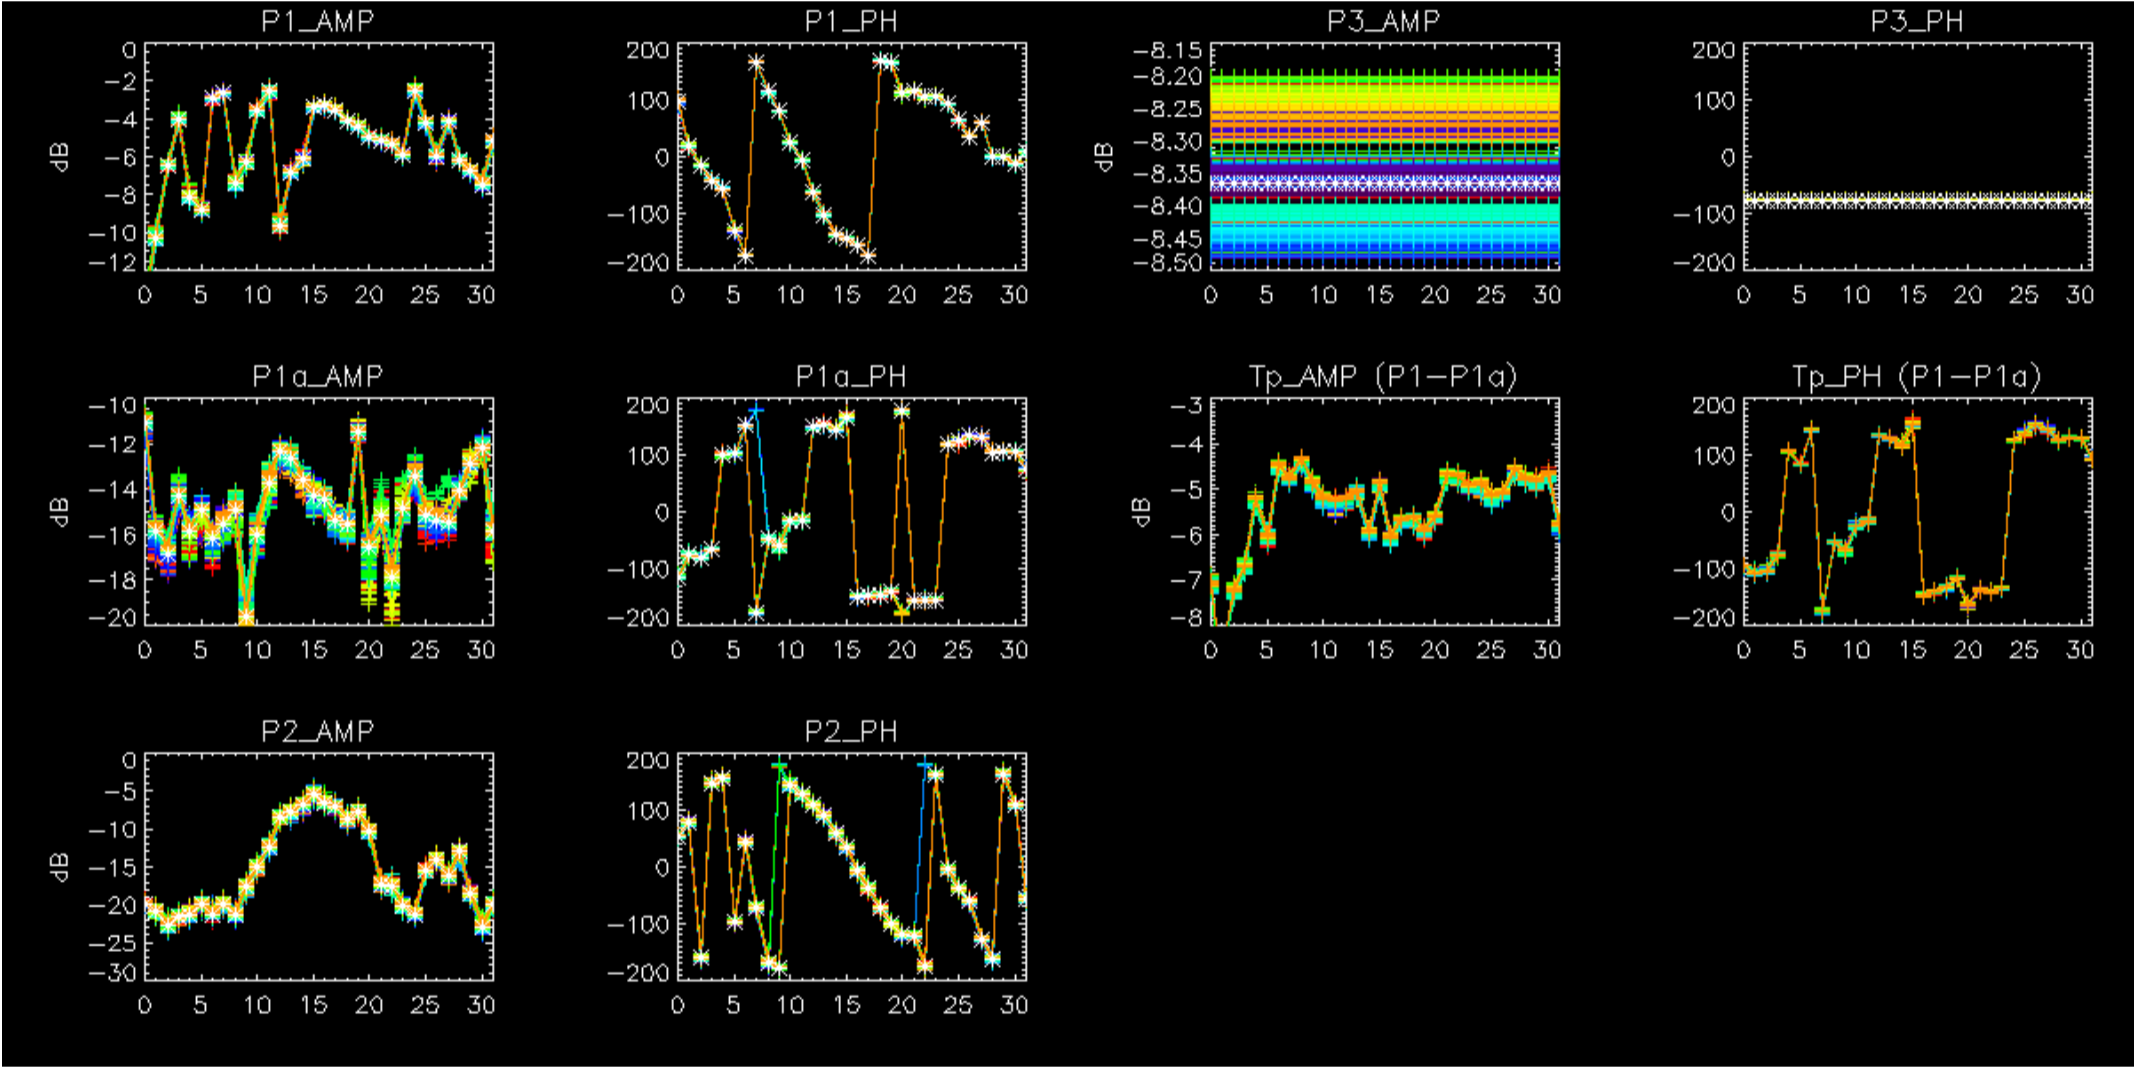 P1_AMP P1_PH P3_AMP P3_PH
0 −2 −4 −6 −8 −10 −12
dB
0 5 10 15 20 25 30
200 100 0 −100 −200
0 5 10 15 20 25 30
−8.15 −8.20 −8.25 −8.30 −8.35 −8.40 −8.45 −8.50
dB
0 5 10 15 20 25 30
200 100 0 −100 −200
0 5 10 15 20 25 30
P1a_AMP P1a_PH Tp_AMP (P1−P1a) Tp_PH (P1−P1a)
−10 −12 −14 −16 −18 −20
dB
0 5 10 15 20 25 30
200 100 0 −100 −200
0 5 10 15 20 25 30
−3 −4 −5 −6 −7 −8
dB
0 5 10 15 20 25 30
200 100 0 −100 −200
0 5 10 15 20 25 30
P2_AMP P2_PH
0 −5 −10 −15 −20 −25 −30
dB
0 5 10 15 20 25 30
200 100 0 −100 −200
0 5 10 15 20 25 30